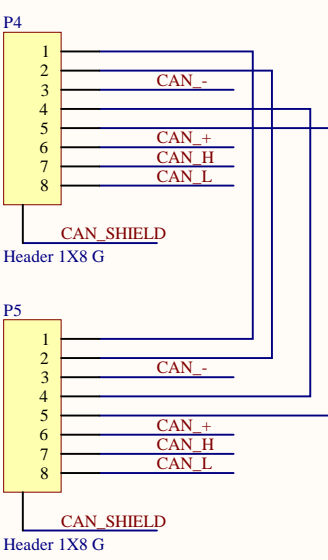 P4
1
2
CAN_-
3
4
5
CAN_+
6
CAN_H
7
CAN_L
8
CAN_SHIELD
Header 1X8 G
P5
1
2
CAN_-
3
4
5
CAN_+
6
CAN_H
7
CAN_L
8
CAN_SHIELD
Header 1X8 G